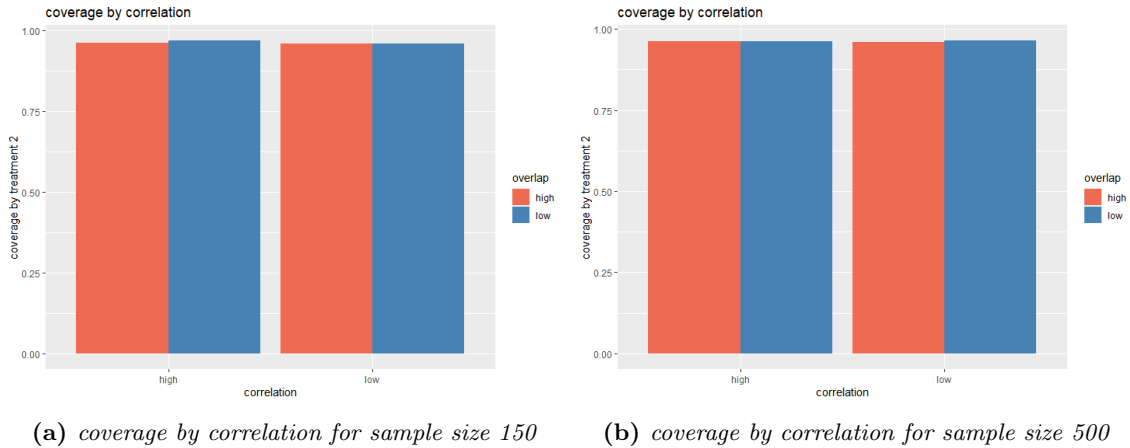 coverage by correlation
1.00
0.75
0.50
0.25
0.00
coverage by treatment 2
high
low
correlation
overlap
high
low
(a) coverage by correlation for sample size 150
coverage by correlation
1.00
0.75
0.50
0.25
0.00
coverage by treatment 2
high
low
correlation
overlap
high
low
(b) coverage by correlation for sample size 500